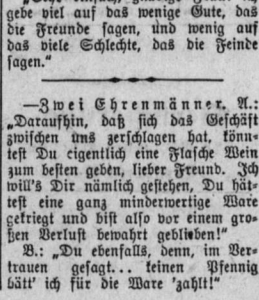 gebe viel auf das wenige Gute, das
die Freunde sagen, und wenig auf
das viele Schlechte, das die Feinde
sagen."
—Zwei Ehrenmänner. A.:
„Daraufhin, daß sich das Geschäft
zwischen uns zerschlagen hat, könn-
test Du eigentlich eine Flasche Wein
zum besten geben, lieber Freund. Ich
will's Dir nämlich gestehen, Du hät-
test eine ganz minderwertige Ware
gekriegt und bist also vor einem gro-
ßen Verlust bewahrt geblieben!"
B.: „Du ebenfalls, denn, im Ver-
trauen gesagt... keinen Pfennig
hätt' ich für die Ware 'zahlt!"